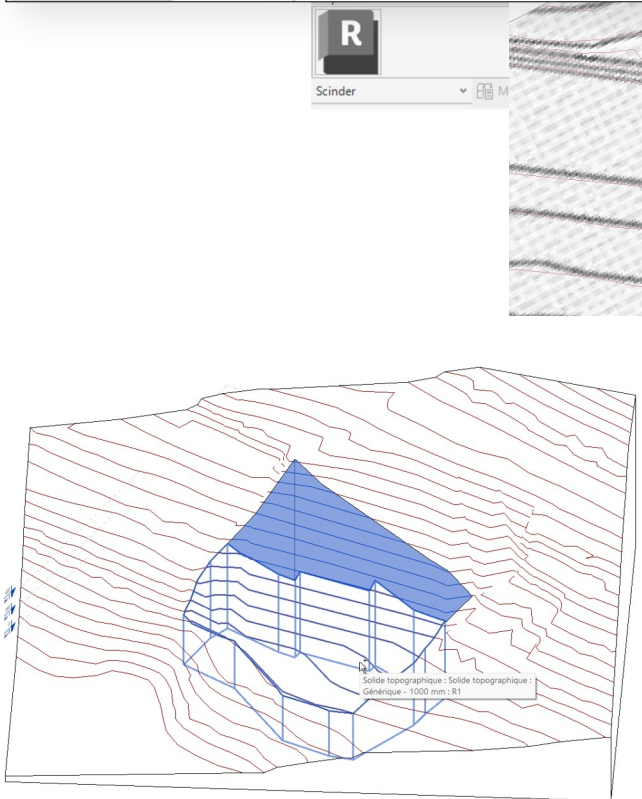 R
Scinder
M
Solide topographique : Solide topographique :
Générique - 1000 mm : R1